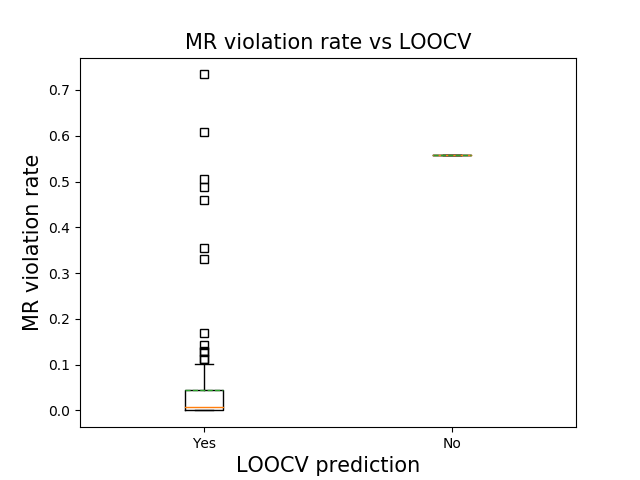 MR violation rate vs LOOCV
MR violation rate
0.7
0.6
0.5
0.4
0.3
0.2
0.1
0.0
Yes
No
LOOCV prediction